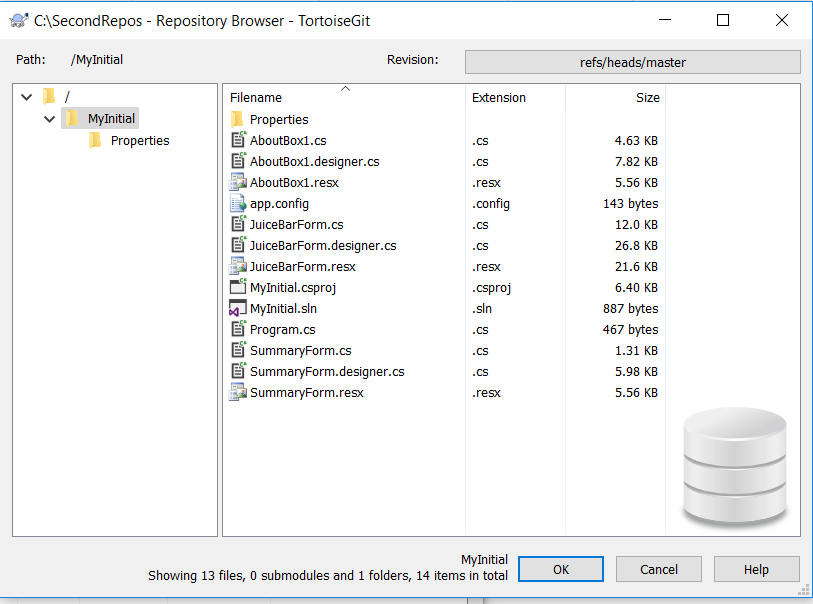 C:\SecondRepos - Repository Browser - TortoiseGit
Path: /MyInitial Revision: refs/heads/master
/
MyInitial
Properties
Filename Extension Size
Properties
AboutBox1.cs .cs 4.63 KB
AboutBox1.designer.cs .cs 7.82 KB
AboutBox1.resx .resx 5.56 KB
app.config .config 143 bytes
JuiceBarForm.cs .cs 12.0 KB
JuiceBarForm.designer.cs .cs 26.8 KB
JuiceBarForm.resx .resx 21.6 KB
MyInitial.csproj .csproj 6.40 KB
MyInitial.sln .sln 887 bytes
Program.cs .cs 467 bytes
SummaryForm.cs .cs 1.31 KB
SummaryForm.designer.cs .cs 5.98 KB
SummaryForm.resx .resx 5.56 KB
MyInitial
Showing 13 files, 0 submodules and 1 folders, 14 items in total
OK Cancel Help